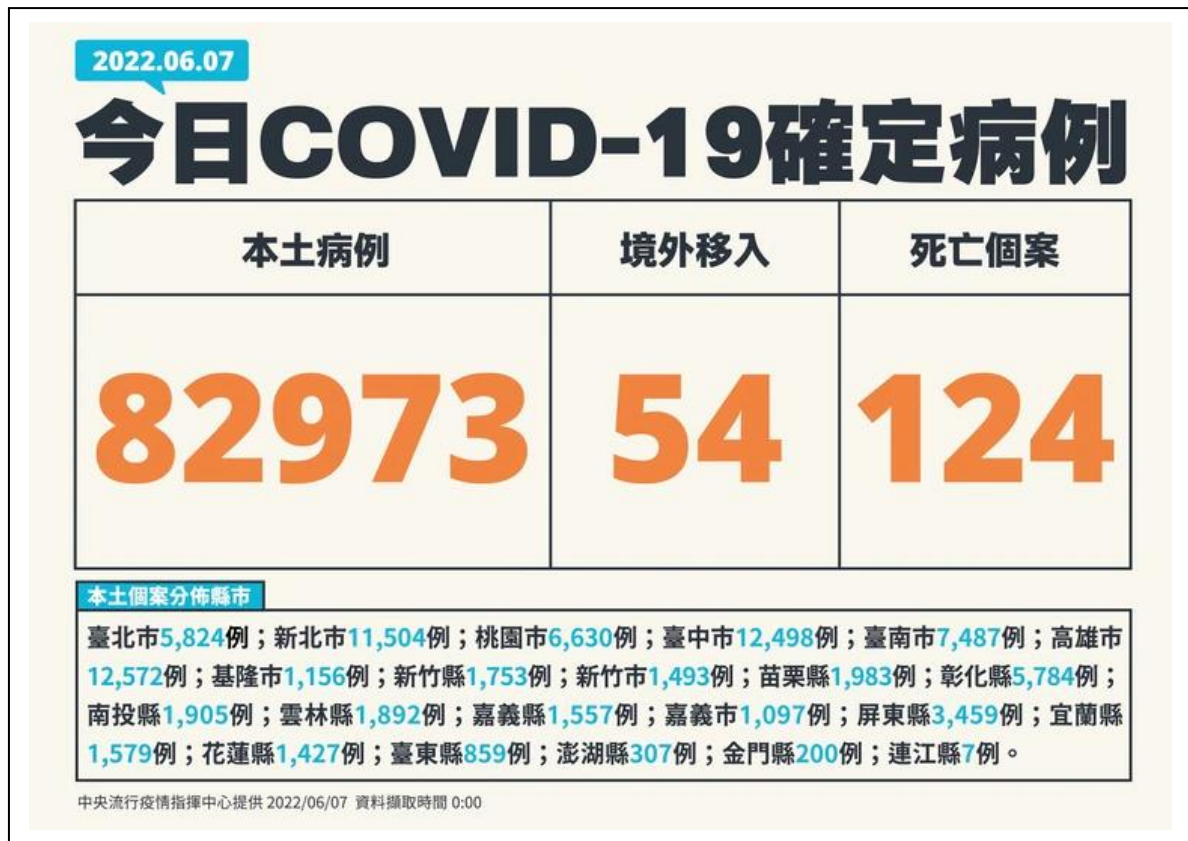 2022.06.07
今日COVID-19確定病例
本土病例
境外移入
死亡個案
82973
54
124
本土個案分佈縣市
臺北市5,824例；新北市11,504例；桃園市6,630例；臺中市12,498例；臺南市7,487例；高雄市
12,572例；基隆市1,156例；新竹縣1,753例；新竹市1,493例；苗栗縣1,983例；彰化縣5,784例；
南投縣1,905例；雲林縣1,892例；嘉義縣1,557例；嘉義市1,097例；屏東縣3,459例；宜蘭縣
1,579例；花蓮縣1,427例；臺東縣859例；澎湖縣307例；金門縣200例；連江縣7例。
中央流行疫情指揮中心提供 2022/06/07 資料擷取時間 0:00